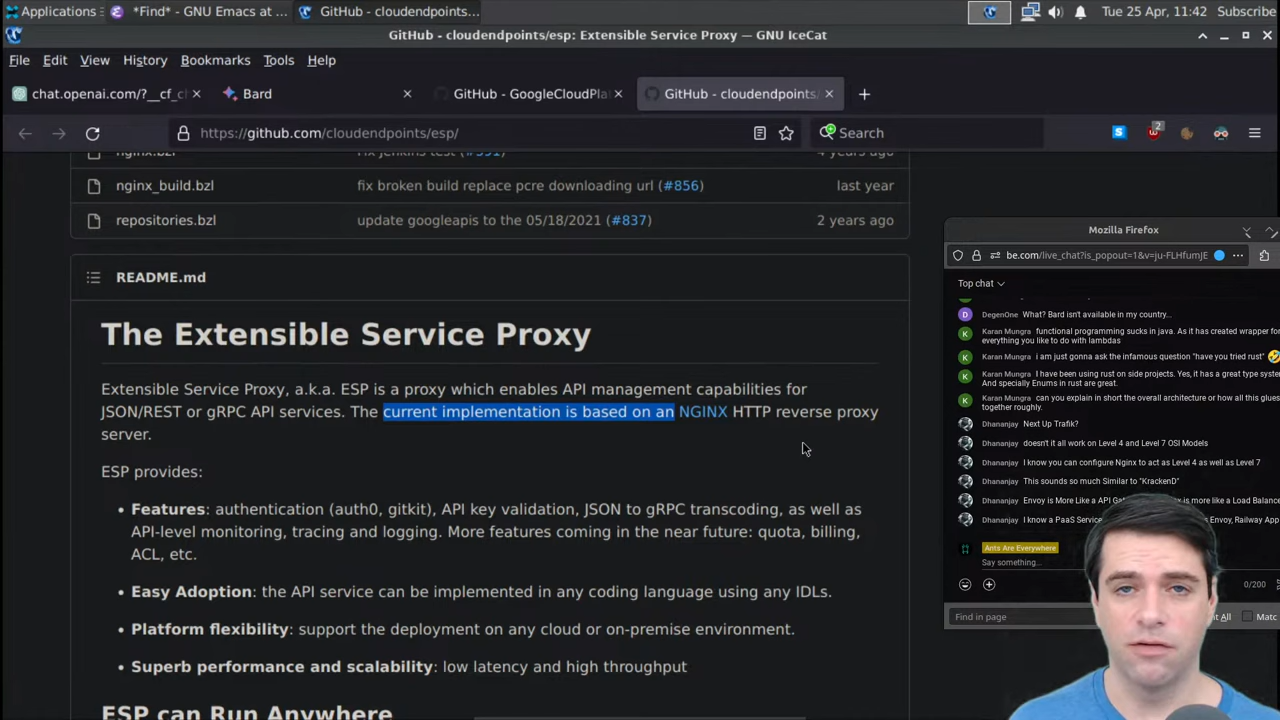 Applications
*Find* - GNU Emacs at ...
GitHub - cloudendpoints...
Tue 25 Apr, 11:42 Subscribe
GitHub - cloudendpoints/esp: Extensible Service Proxy — GNU IceCat
File Edit View History Bookmarks Tools Help
chat.openai.com/?__cf_cl
Bard
GitHub - GoogleCloudPla
GitHub - cloudendpoints/
https://github.com/cloudendpoints/esp/
Search
2
nginx.bzl Fix jenkins test (#591) 4 years ago
nginx_build.bzl fix broken build replace pcre downloading url (#856) last year
repositories.bzl update googleapis to the 05/18/2021 (#837) 2 years ago
README.md
The Extensible Service Proxy
Extensible Service Proxy, a.k.a. ESP is a proxy which enables API management capabilities for
JSON/REST or gRPC API services. The current implementation is based on an NGINX HTTP reverse proxy
server.
ESP provides:
• Features: authentication (auth0, gitkit), API key validation, JSON to gRPC transcoding, as well as
API-level monitoring, tracing and logging. More features coming in the near future: quota, billing,
ACL, etc.
• Easy Adoption: the API service can be implemented in any coding language using any IDLs.
• Platform flexibility: support the deployment on any cloud or on-premise environment.
• Superb performance and scalability: low latency and high throughput
ESP can Run Anywhere
Mozilla Firefox
be.com/live_chat?is_popout=1&v=ju-FLHfumJE
Top chat
D DegenOne What? Bard isn't available in my country...
K Karan Mungra functional programming sucks in java. As it has created wrapper for
everything you like to do with lambdas
K Karan Mungra i am just gonna ask the infamous question "have you tried rust"
K Karan Mungra I have been using rust on side projects. Yes, it has a great type system
And specially Enums in rust are great.
K Karan Mungra can you explain in short the overall architecture or how all this glues
together roughly.
Dhananjay Next Up Trafik?
Dhananjay doesn't it all work on Level 4 and Level 7 OSI Models
Dhananjay I know you can configure Nginx to act as Level 4 as well as Level 7
Dhananjay This sounds so much Similar to "KrackenD"
Dhananjay Envoy is More Like a API Ga x is more like a Load Balance
Dhananjay I know a PaaS Service Envoy, Railway App
Ants Are Everywhere
Say something...
0/200
Find in page
t All
Matc